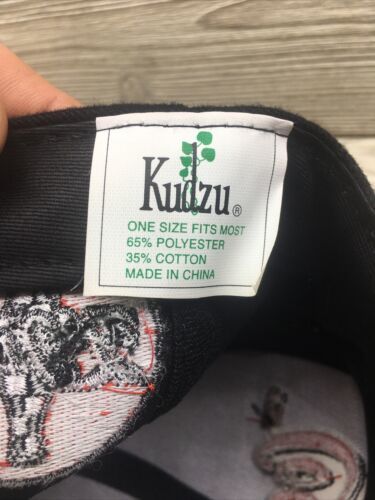 Kudzu®
ONE SIZE FITS MOST
65% POLYESTER
35% COTTON
MADE IN CHINA